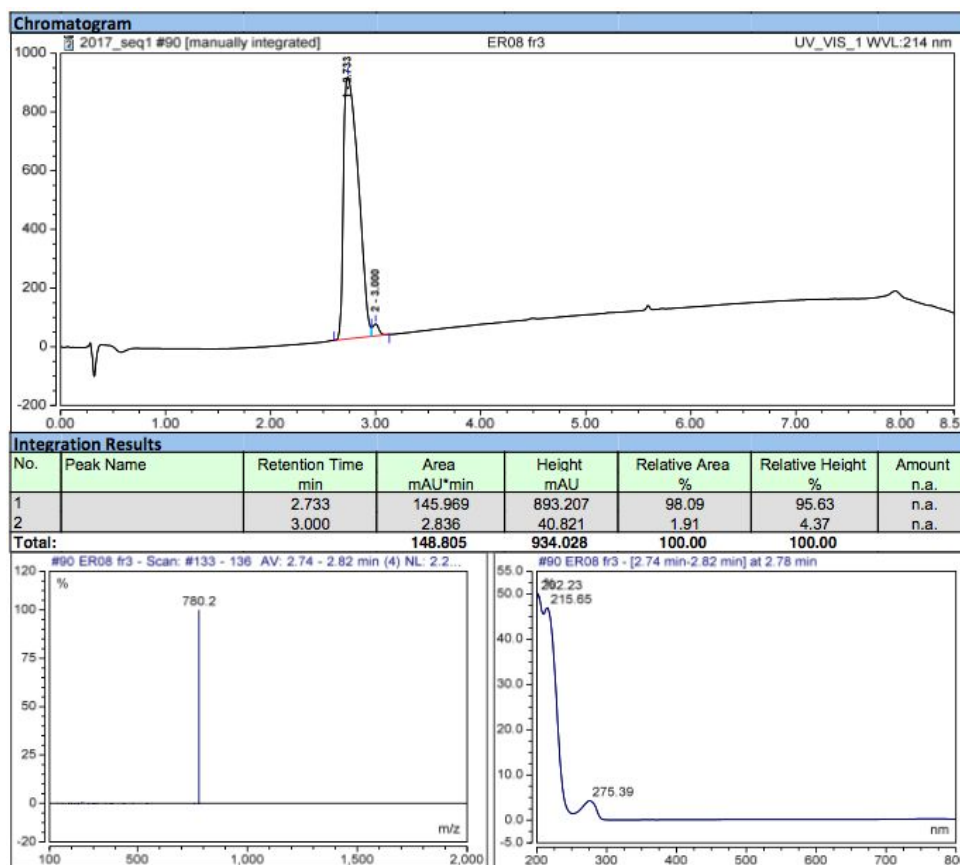 Chromatogram
2017_seq1 #90 [manually integrated] ER08 fr3 UV_VIS_1 WVL:214 nm
1000
800
600
400
200
0
-200
2 - 3.000
0.00 1.00 2.00 3.00 4.00 5.00 6.00 7.00 8.00 8.5
Integration Results
No. Peak Name Retention Time Area Height Relative Area Relative Height Amount
min mAU*min mAU % % n.a.
1 2.733 145.969 893.207 98.09 95.63 n.a.
2 3.000 2.836 40.821 1.91 4.37 n.a.
Total: 148.805 934.028 100.00 100.00
#90 ER08 fr3 - Scan: #133 - 136 AV: 2.74 - 2.82 min (4) NL: 2.2...
120
%
100
75
50
25
0
-20
780.2
m/z
100 500 1,000 1,500 2,000
#90 ER08 fr3 - [2.74 min-2.82 min] at 2.78 min
55.0
50.0
40.0
30.0
20.0
10.0
0.0
-5.0
215.65
275.39
nm
200 300 400 500 600 700 800